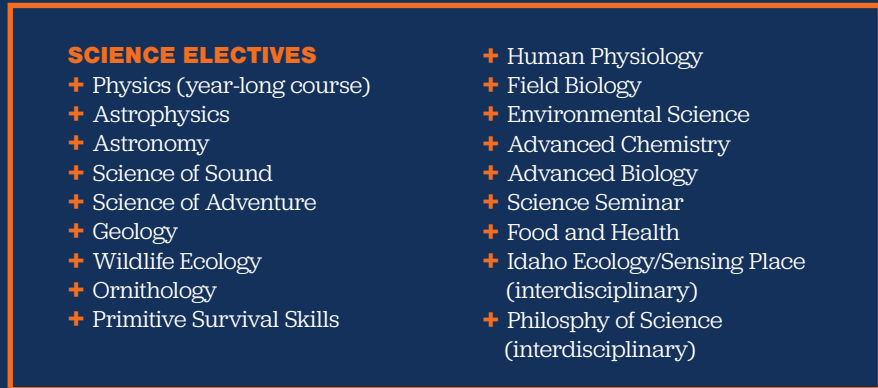 SCIENCE ELECTIVES
+ Physics (year-long course)
+ Astrophysics
+ Astronomy
+ Science of Sound
+ Science of Adventure
+ Geology
+ Wildlife Ecology
+ Ornithology
+ Primitive Survival Skills
+ Human Physiology
+ Field Biology
+ Environmental Science
+ Advanced Chemistry
+ Advanced Biology
+ Science Seminar
+ Food and Health
+ Idaho Ecology/Sensing Place
(interdisciplinary)
+ Philosphy of Science
(interdisciplinary)